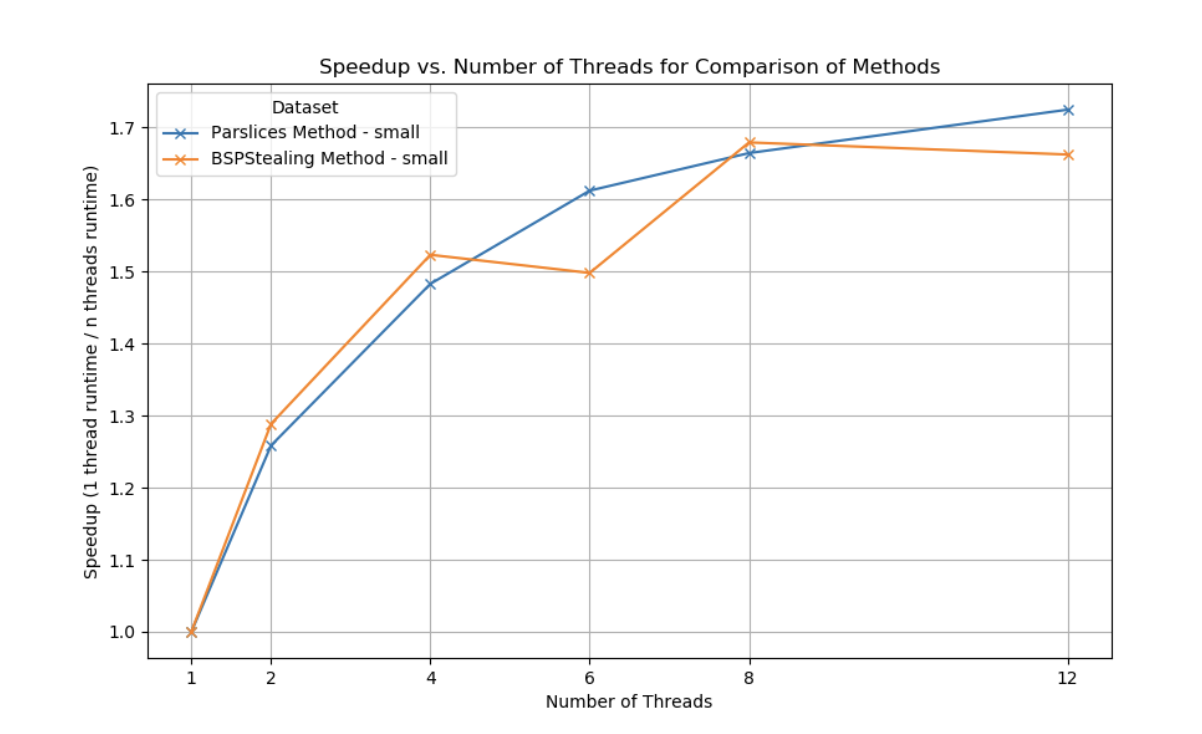 Speedup vs. Number of Threads for Comparison of Methods
Dataset
Parslices Method - small
BSPStealing Method - small
Speedup (1 thread runtime / n threads runtime)
1.7
1.6
1.5
1.4
1.3
1.2
1.1
1.0
1 2 4 6 8 12
Number of Threads